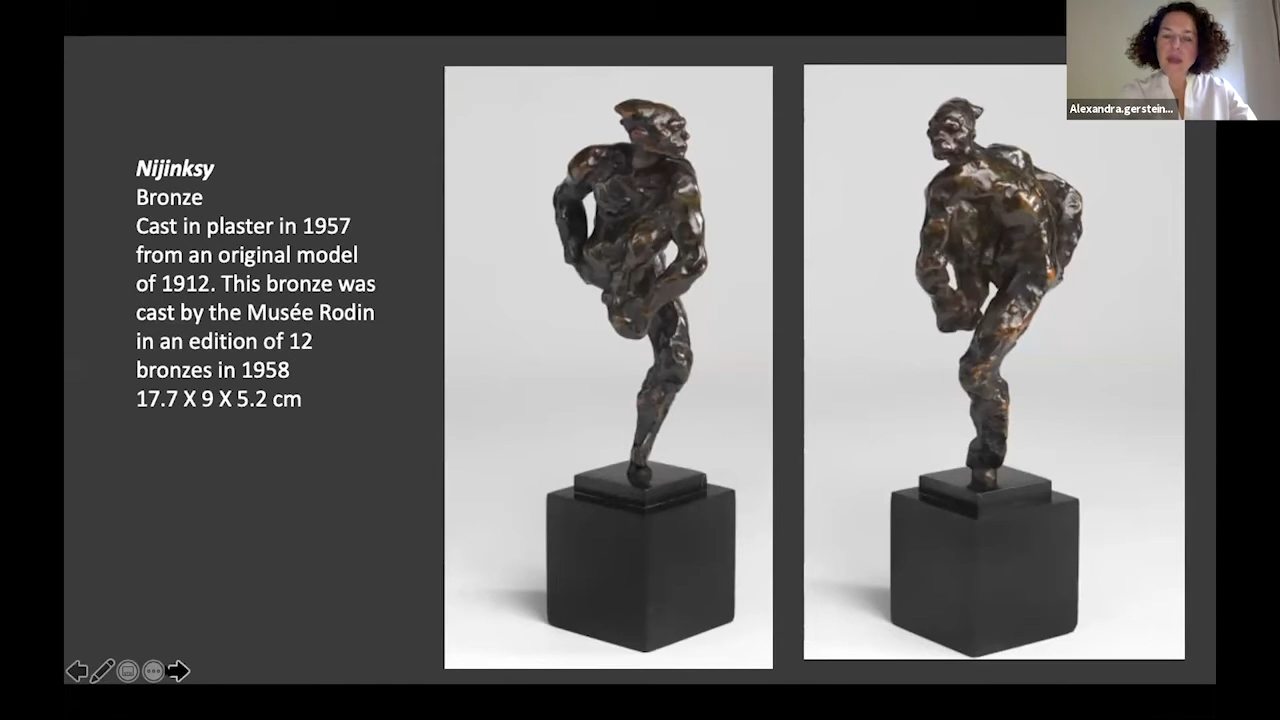 Nijinksy
Bronze
Cast in plaster in 1957
from an original model
of 1912. This bronze was
cast by the Musée Rodin
in an edition of 12
bronzes in 1958
17.7 X 9 X 5.2 cm
Alexandra.gerstein...